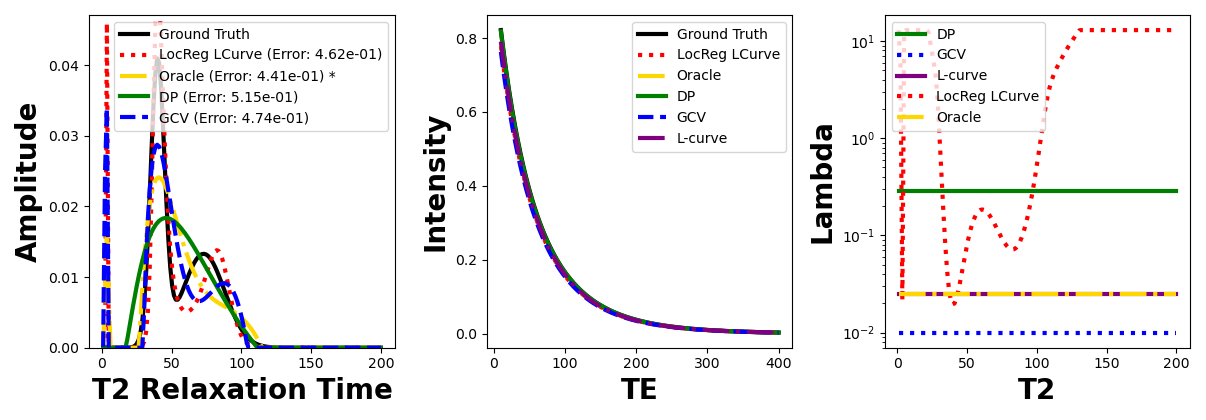 Amplitude
0.04
0.03
0.02
0.01
0.00
0
50
100
150
200
T2 Relaxation Time
Ground Truth
LocReg LCurve (Error: 4.62e-01)
Oracle (Error: 4.41e-01) *
DP (Error: 5.15e-01)
GCV (Error: 4.74e-01)
Intensity
0.8
0.6
0.4
0.2
0.0
0
100
200
300
400
TE
Ground Truth
LocReg LCurve
Oracle
DP
GCV
L-curve
Lambda
10¹
10⁰
10⁻¹
10⁻²
0
50
100
150
200
T2
DP
GCV
L-curve
LocReg LCurve
Oracle